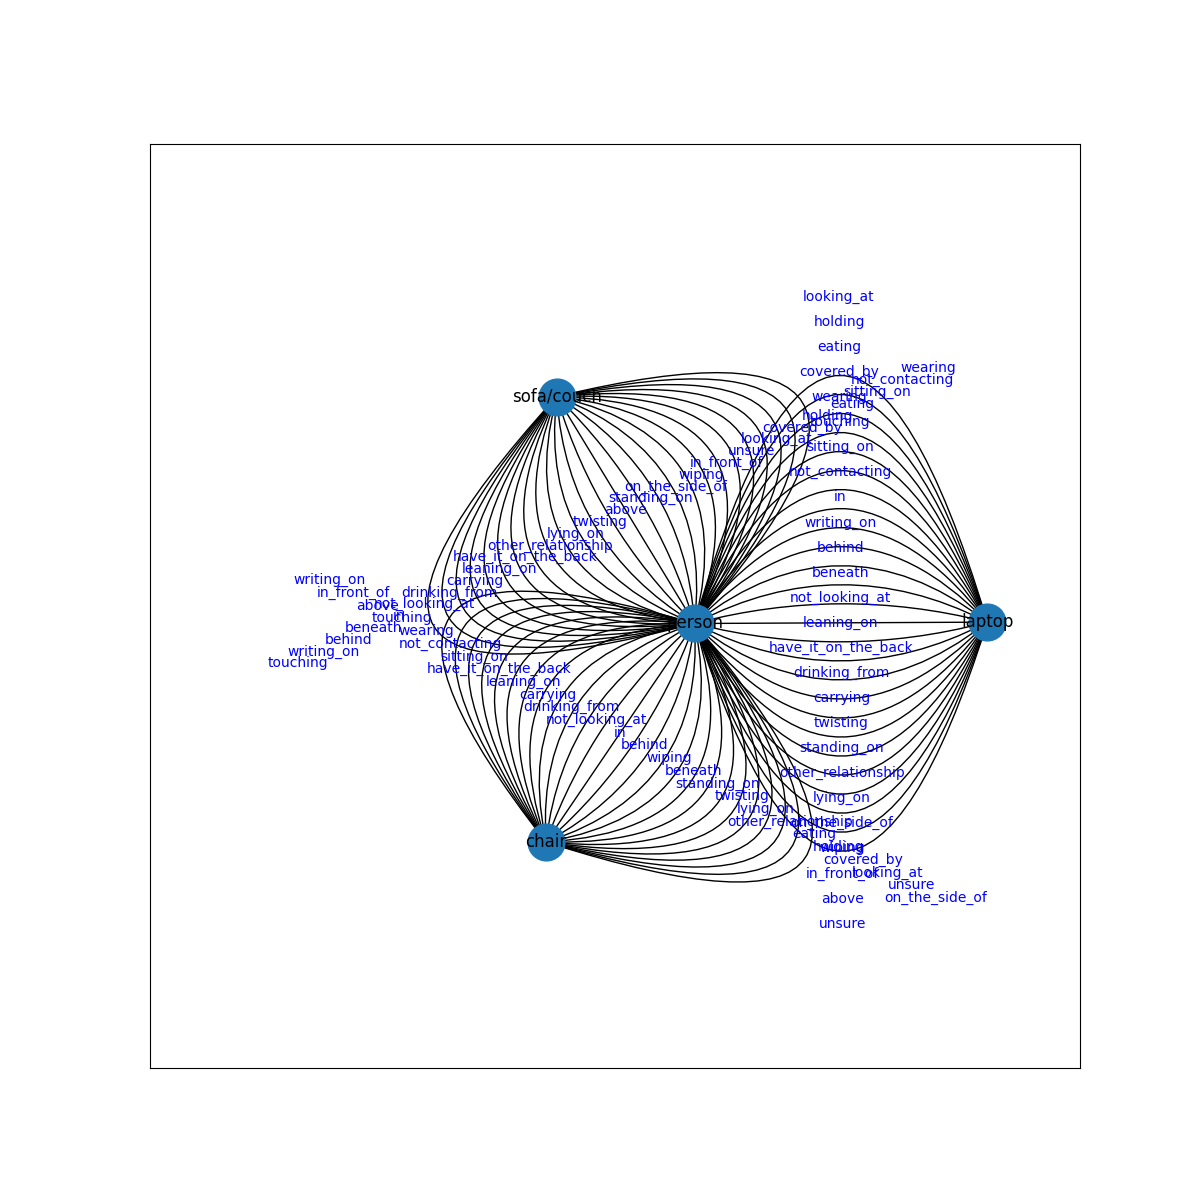 looking_at
holding
eating
covered_by
wearing
not_contacting
sitting_on
wearing
eating
sofa/couch
holding
touching
covered_by
looking_at
sitting_on
unsure
in_front_of
not_contacting
wiping
on_the_side_of
in
standing_on
above
twisting
writing_on
lying_on
other_relationship
behind
have_it_on_the_back
leaning_on
beneath
writing_on
carrying
in_front_of
drinking_from
not_looking_at
above
not_looking_at
in
touching
person
laptop
leaning_on
beneath
wearing
behind
not_contacting
have_it_on_the_back
writing_on
sitting_on
touching
have_it_on_the_back
drinking_from
leaning_on
carrying
carrying
drinking_from
not_looking_at
twisting
in
behind
standing_on
wiping
beneath
other_relationship
standing_on
twisting
lying_on
lying_on
other_relationship
on_the_side_of
eating
chair
holding
wiping
covered_by
in_front_of
looking_at
unsure
above
on_the_side_of
unsure